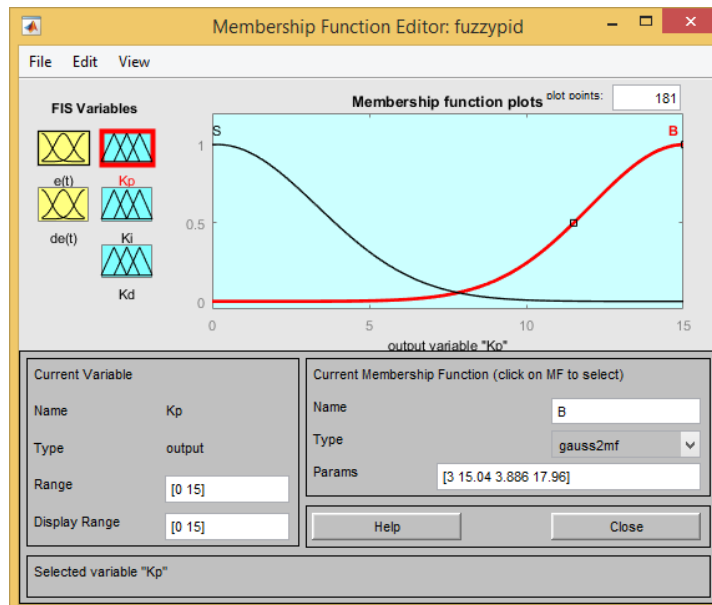 Membership Function Editor: fuzzypid
File Edit View
FIS Variables
Membership function plots plot points: 181
e(t) Kp
de(t) Ki
Kd
S
B
1
0.5
0
0 5 10 15
output variable "Kp"
Current Variable
Name Kp
Type output
Range [0 15]
Display Range [0 15]
Current Membership Function (click on MF to select)
Name B
Type gauss2mf
Params [3 15.04 3.886 17.96]
Help Close
Selected variable "Kp"